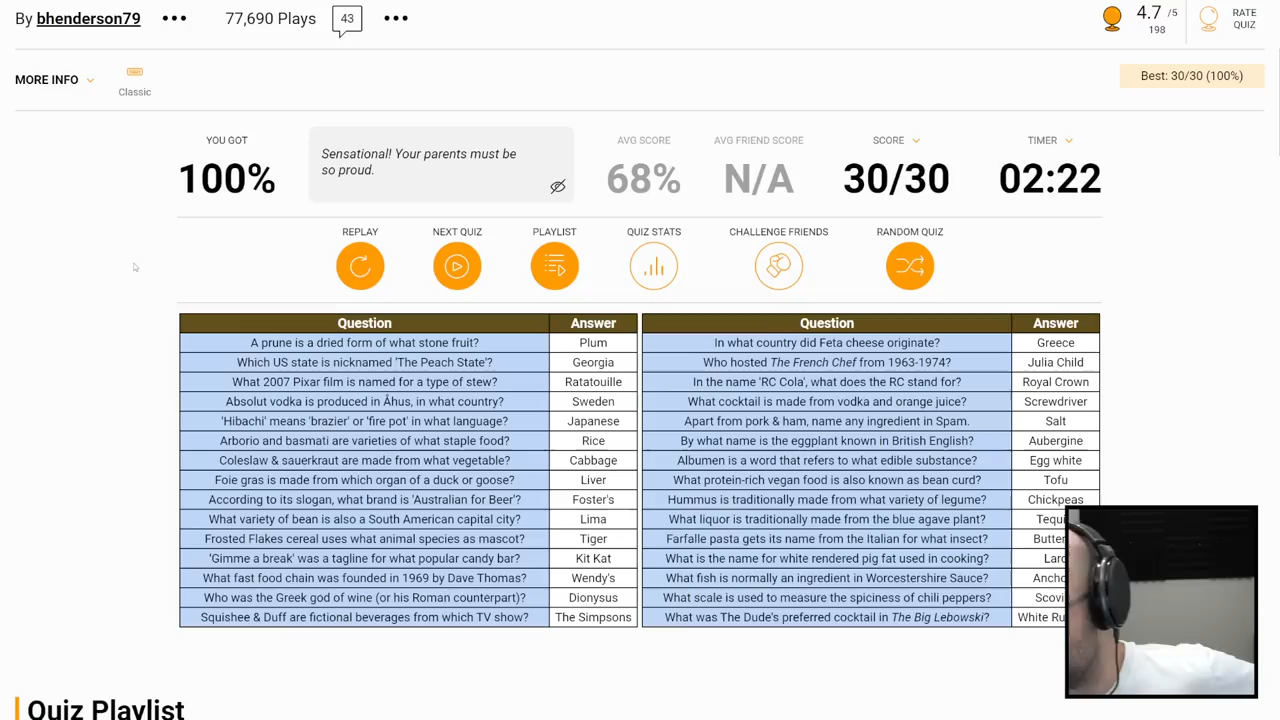 By bhenderson79 ••• 77,690 Plays 43 •••
4.7 /5
198
RATE
QUIZ
MORE INFO
Classic
Best: 30/30 (100%)
YOU GOT
100%
Sensational! Your parents must be
so proud.
AVG SCORE
68%
AVG FRIEND SCORE
N/A
SCORE
30/30
TIMER
02:22
REPLAY NEXT QUIZ PLAYLIST QUIZ STATS CHALLENGE FRIENDS RANDOM QUIZ
Question Answer
A prune is a dried form of what stone fruit? Plum
Which US state is nicknamed 'The Peach State'? Georgia
What 2007 Pixar film is named for a type of stew? Ratatouille
Absolut vodka is produced in Åhus, in what country? Sweden
'Hibachi' means 'brazier' or 'fire pot' in what language? Japanese
Arborio and basmati are varieties of what staple food? Rice
Coleslaw & sauerkraut are made from what vegetable? Cabbage
Foie gras is made from which organ of a duck or goose? Liver
According to its slogan, what brand is 'Australian for Beer'? Foster's
What variety of bean is also a South American capital city? Lima
Frosted Flakes cereal uses what animal species as mascot? Tiger
'Gimme a break' was a tagline for what popular candy bar? Kit Kat
What fast food chain was founded in 1969 by Dave Thomas? Wendy's
Who was the Greek god of wine (or his Roman counterpart)? Dionysus
Squishee & Duff are fictional beverages from which TV show? The Simpsons
Question Answer
In what country did Feta cheese originate? Greece
Who hosted The French Chef from 1963-1974? Julia Child
In the name 'RC Cola', what does the RC stand for? Royal Crown
What cocktail is made from vodka and orange juice? Screwdriver
Apart from pork & ham, name any ingredient in Spam. Salt
By what name is the eggplant known in British English? Aubergine
Albumen is a word that refers to what edible substance? Egg white
What protein-rich vegan food is also known as bean curd? Tofu
Hummus is traditionally made from what variety of legume? Chickpeas
What liquor is traditionally made from the blue agave plant? Tequi
Farfalle pasta gets its name from the Italian for what insect? Butter
What is the name for white rendered pig fat used in cooking? Lard
What fish is normally an ingredient in Worcestershire Sauce? Ancho
What scale is used to measure the spiciness of chili peppers? Scovi
What was The Dude's preferred cocktail in The Big Lebowski? White Ru
Quiz Playlist